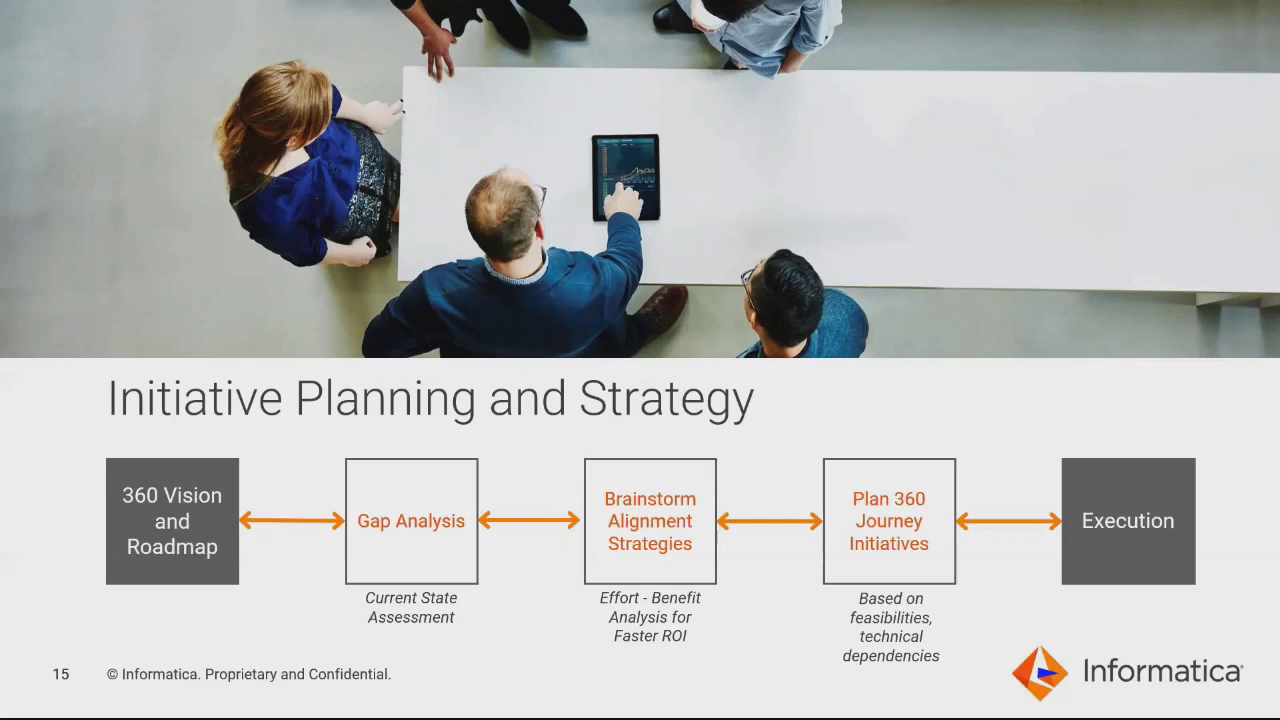 Initiative Planning and Strategy
360 Vision
and
Roadmap
Gap Analysis
Current State
Assessment
Brainstorm
Alignment
Strategies
Effort - Benefit
Analysis for
Faster ROI
Plan 360
Journey
Initiatives
Based on
feasibilities,
technical
dependencies
Execution
15
© Informatica. Proprietary and Confidential.
Informatica